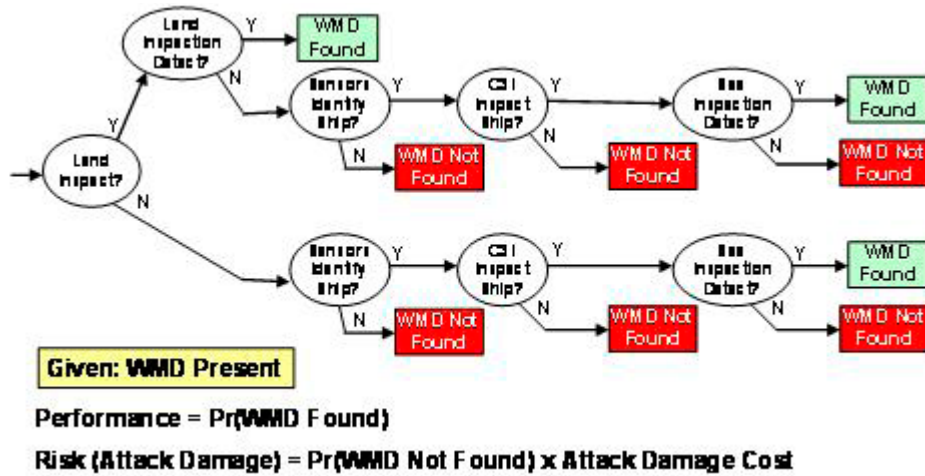 Land
Inspection
Detect?
Y
WMD
Found
N
Sensors
Identify
Ship?
Y
C2 I
Inspect
Ship?
Y
Sea
Inspection
Detect?
Y
WMD
Found
N
WMD Not
Found
N
WMD Not
Found
N
WMD Not
Found
Y
Land
Inspect?
N
Sensors
Identify
Ship?
Y
C2 I
Inspect
Ship?
Y
Sea
Inspection
Detect?
Y
WMD
Found
N
WMD Not
Found
N
WMD Not
Found
N
WMD Not
Found
Given: WMD Present
Performance = Pr(WMD Found)
Risk (Attack Damage) = Pr(WMD Not Found) x Attack Damage Cost